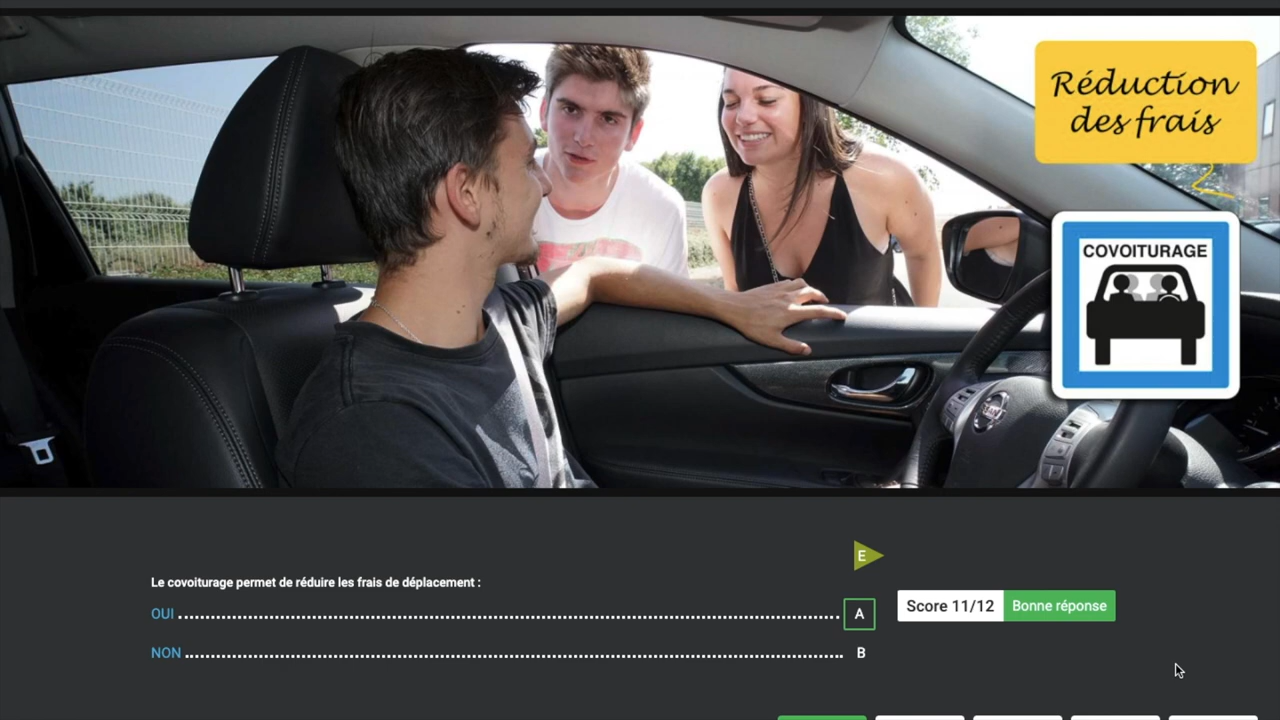 Réduction
des frais
COVOITURAGE
E
Le covoiturage permet de réduire les frais de déplacement :
OUI ........ A
NON ........ B
Score 11/12 Bonne réponse